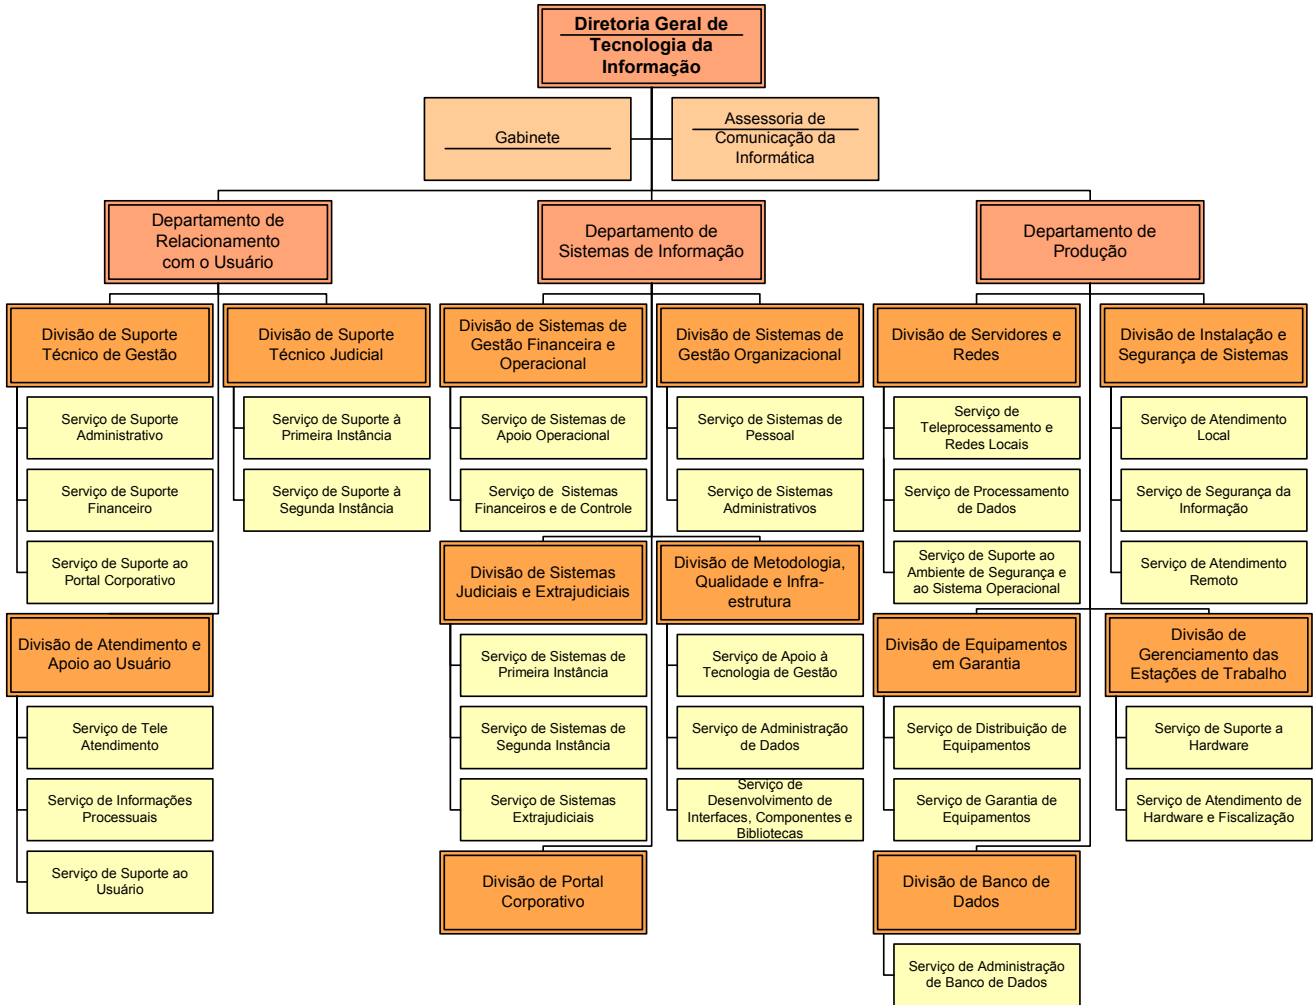 Diretoria Geral de
Tecnologia da
Informação
Gabinete
Assessoria de
Comunicação da
Informática
Departamento de
Relacionamento
com o Usuário
Departamento de
Sistemas de Informação
Departamento de
Produção
Divisão de Suporte
Técnico de Gestão
Divisão de Suporte
Técnico Judicial
Divisão de Sistemas de
Gestão Financeira e
Operacional
Divisão de Sistemas de
Gestão Organizacional
Divisão de Servidores e
Redes
Divisão de Instalação e
Segurança de Sistemas
Serviço de Suporte
Administrativo
Serviço de Suporte à
Primeira Instância
Serviço de Sistemas de
Apoio Operacional
Serviço de Sistemas de
Pessoal
Serviço de
Teleprocessamento e
Redes Locais
Serviço de Atendimento
Local
Serviço de Suporte
Financeiro
Serviço de Suporte à
Segunda Instância
Serviço de  Sistemas
Financeiros e de Controle
Serviço de Sistemas
Administrativos
Serviço de Processamento
de Dados
Serviço de Segurança da
Informação
Serviço de Suporte ao
Portal Corporativo
Divisão de Sistemas
Judiciais e Extrajudiciais
Divisão de Metodologia,
Qualidade e Infra-
estrutura
Serviço de Suporte ao
Ambiente de Segurança e
ao Sistema Operacional
Serviço de Atendimento
Remoto
Divisão de Atendimento e
Apoio ao Usuário
Serviço de Sistemas de
Primeira Instância
Serviço de Apoio à
Tecnologia de Gestão
Divisão de Equipamentos
em Garantia
Divisão de
Gerenciamento das
Estações de Trabalho
Serviço de Tele
Atendimento
Serviço de Sistemas de
Segunda Instância
Serviço de Administração
de Dados
Serviço de Distribuição de
Equipamentos
Serviço de Suporte a
Hardware
Serviço de Informações
Processuais
Serviço de Sistemas
Extrajudiciais
Serviço de
Desenvolvimento de
Interfaces, Componentes e
Bibliotecas
Serviço de Garantia de
Equipamentos
Serviço de Atendimento de
Hardware e Fiscalização
Serviço de Suporte ao
Usuário
Divisão de Portal
Corporativo
Divisão de Banco de
Dados
Serviço de Administração
de Banco de Dados